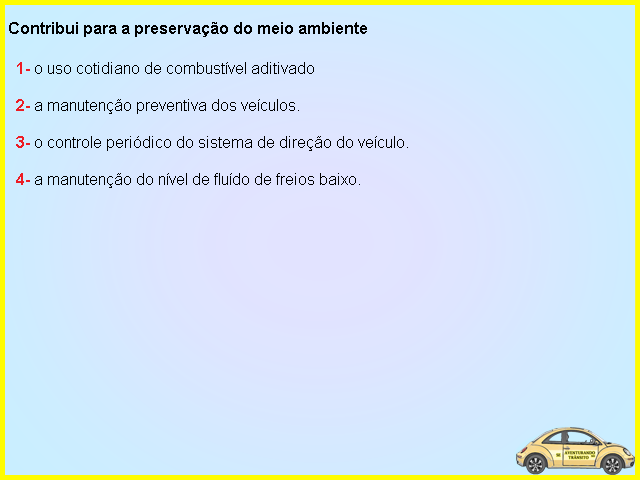 Contribui para a preservação do meio ambiente
1- o uso cotidiano de combustível aditivado
2- a manutenção preventiva dos veículos.
3- o controle periódico do sistema de direção do veículo.
4- a manutenção do nível de fluído de freios baixo.
AVENTURANDO
TRÂNSITO